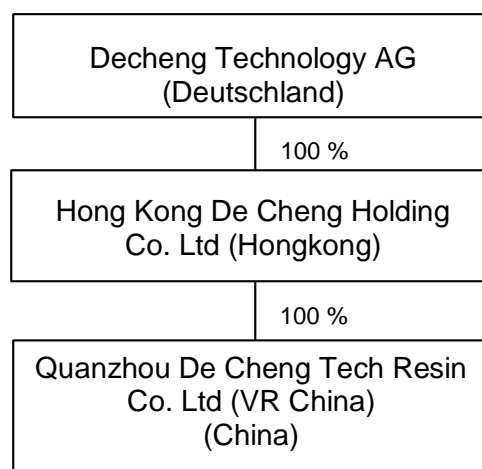 Decheng Technology AG
(Deutschland)
100 %
Hong Kong De Cheng Holding
Co. Ltd (Hongkong)
100 %
Quanzhou De Cheng Tech Resin
Co. Ltd (VR China)
(China)